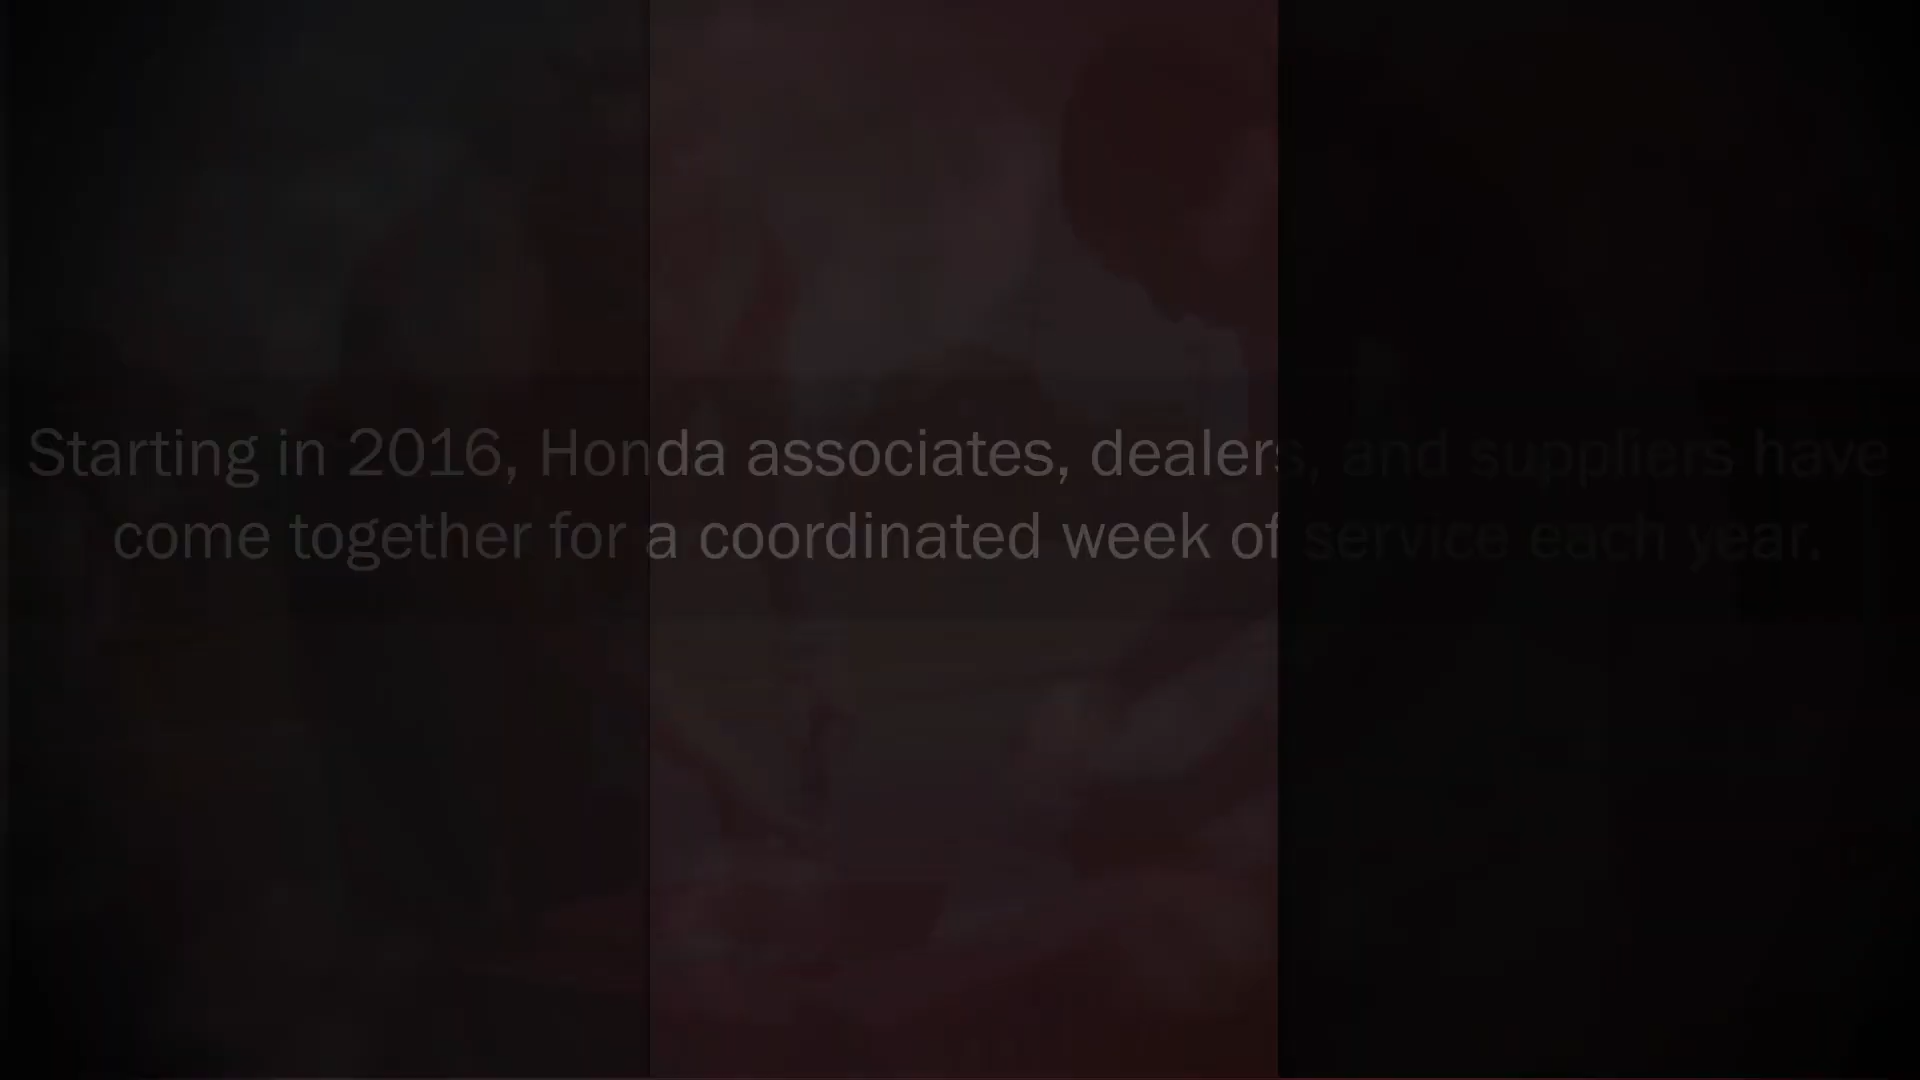 Starting in 2016, Honda associates, dealers, and suppliers have
come together for a coordinated week of service each year.